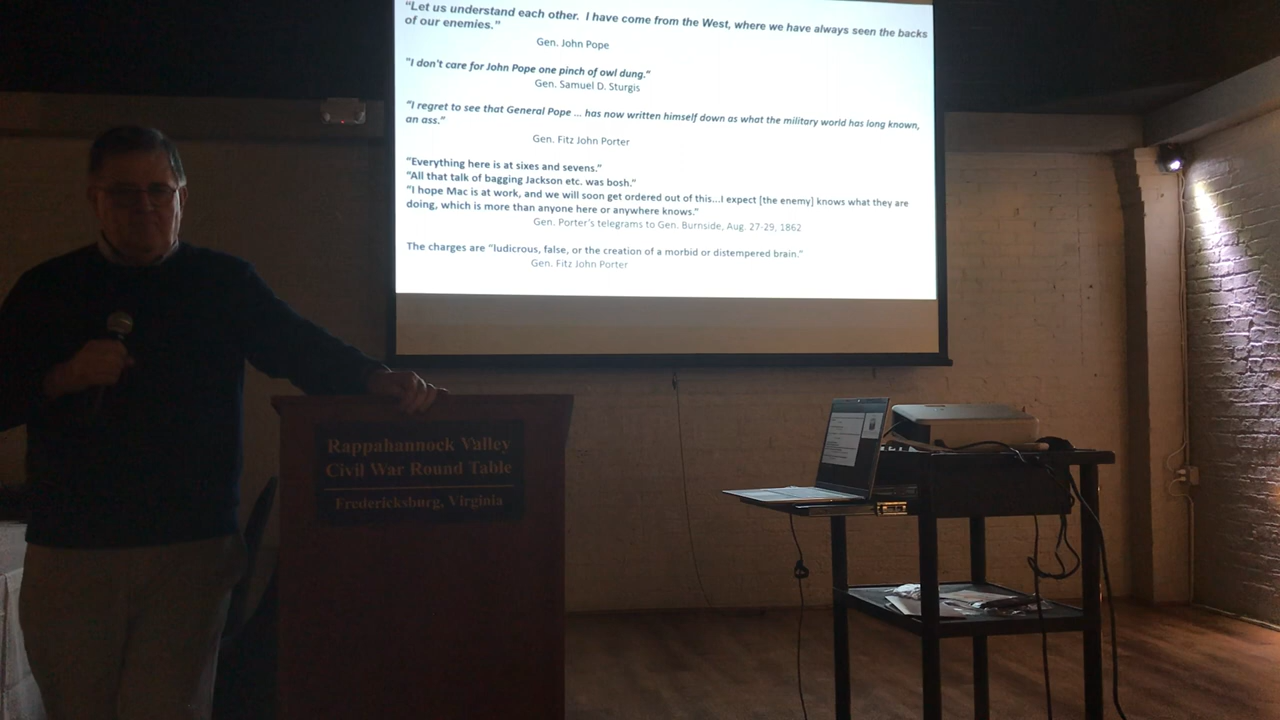 “Let us understand each other.  I have come from the West, where we have always seen the backs
of our enemies.”
Gen. John Pope
"I don't care for John Pope one pinch of owl dung."
Gen. Samuel D. Sturgis
“I regret to see that General Pope ... has now written himself down as what the military world has long known,
an ass.”
Gen. Fitz John Porter
“Everything here is at sixes and sevens.”
“All that talk of bagging Jackson etc. was bosh.”
“I hope Mac is at work, and we will soon get ordered out of this...I expect [the enemy] knows what they are
doing, which is more than anyone here or anywhere knows.”
Gen. Porter’s telegrams to Gen. Burnside, Aug. 27-29, 1862
The charges are “ludicrous, false, or the creation of a morbid or distempered brain.”
Gen. Fitz John Porter
Rappahannock Valley
Civil War Round Table
Fredericksburg, Virginia